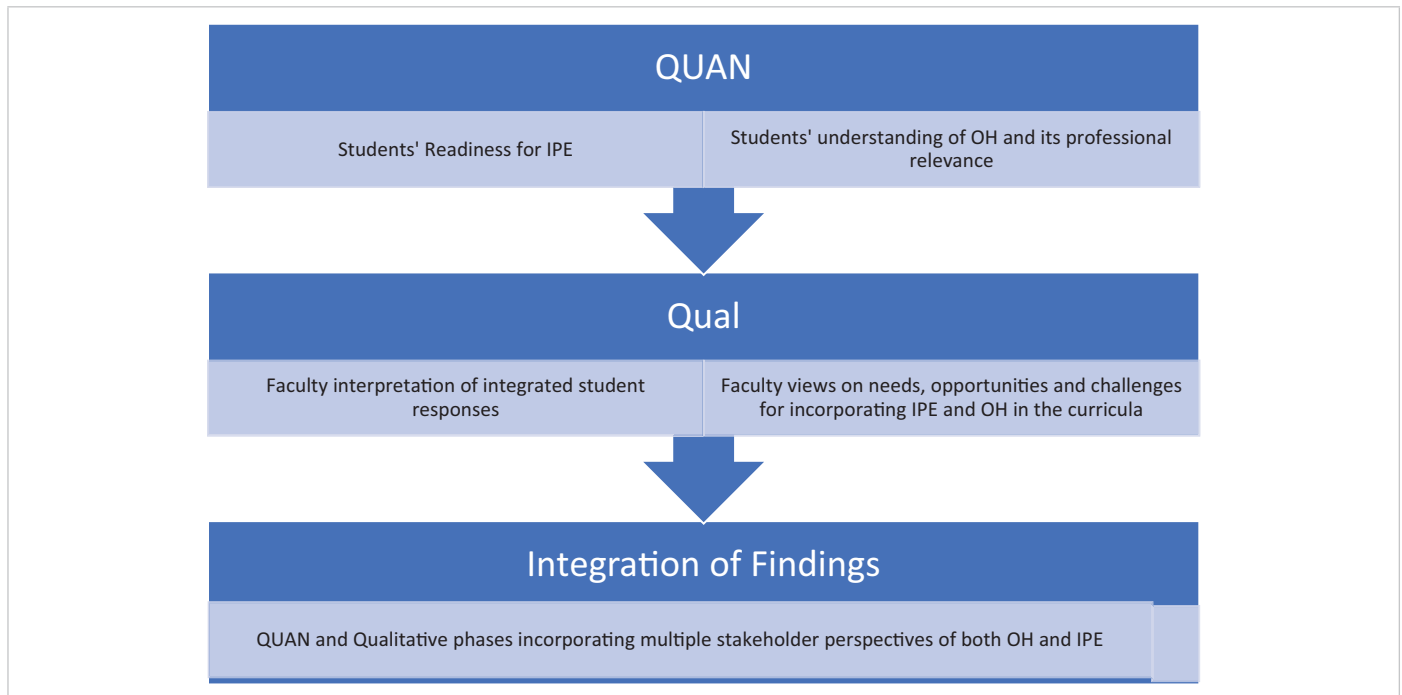 QUAN
Students' Readiness for IPE
Students' understanding of OH and its professional
relevance
Qual
Faculty interpretation of integrated student
responses
Faculty views on needs, opportunities and challenges
for incorporating IPE and OH in the curricula
Integration of Findings
QUAN and Qualitative phases incorporating multiple stakeholder perspectives of both OH and IPE